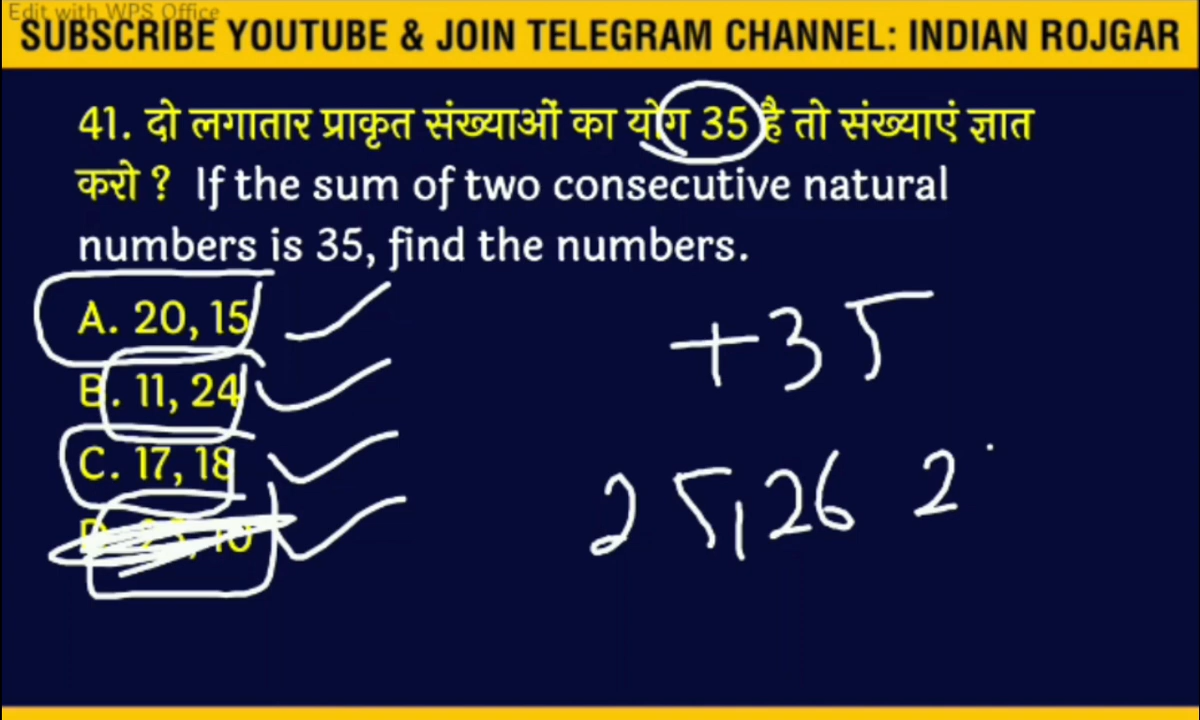 Edit with WPS Office
SUBSCRIBE YOUTUBE & JOIN TELEGRAM CHANNEL: INDIAN ROJGAR
41. दो लगातार प्राकृत संख्याओं का योग 35 है तो संख्याएं ज्ञात
करो ? If the sum of two consecutive natural
numbers is 35, find the numbers.
A. 20, 15
+35
B. 11, 24
C. 17, 18
25,26 2
10